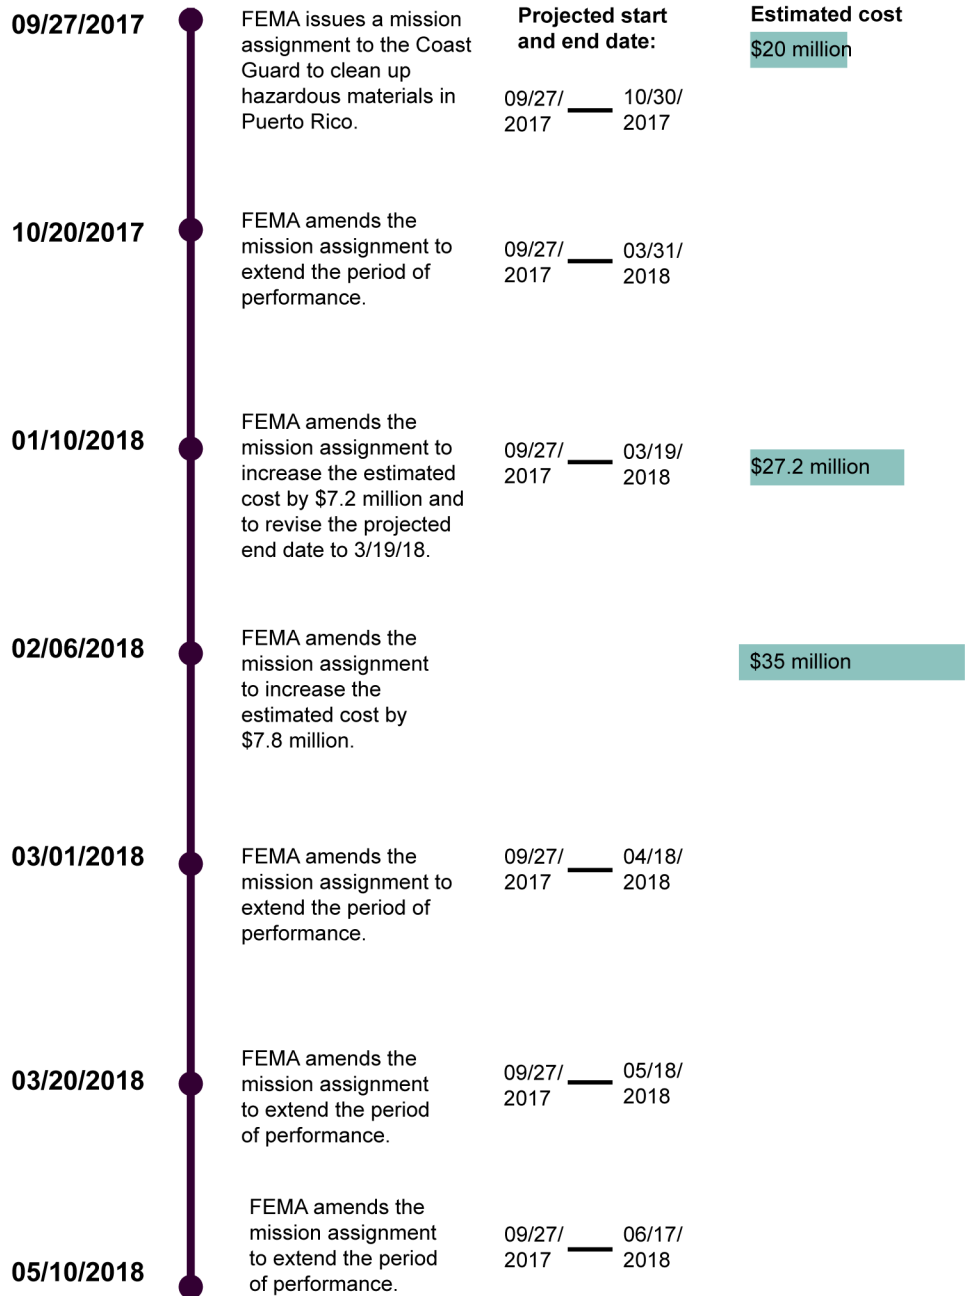 09/27/2017
FEMA issues a mission
assignment to the Coast
Guard to clean up
hazardous materials in
Puerto Rico.
Projected start
and end date:
09/27/
2017
10/30/
2017
Estimated cost
$20 million
10/20/2017
FEMA amends the
mission assignment to
extend the period of
performance.
09/27/
2017
03/31/
2018
01/10/2018
FEMA amends the
mission assignment to
increase the estimated
cost by $7.2 million and
to revise the projected
end date to 3/19/18.
09/27/
2017
03/19/
2018
$27.2 million
02/06/2018
FEMA amends the
mission assignment
to increase the
estimated cost by
$7.8 million.
$35 million
03/01/2018
FEMA amends the
mission assignment to
extend the period of
performance.
09/27/
2017
04/18/
2018
03/20/2018
FEMA amends the
mission assignment
to extend the period
of performance.
09/27/
2017
05/18/
2018
05/10/2018
FEMA amends the
mission assignment
to extend the period
of performance.
09/27/
2017
06/17/
2018